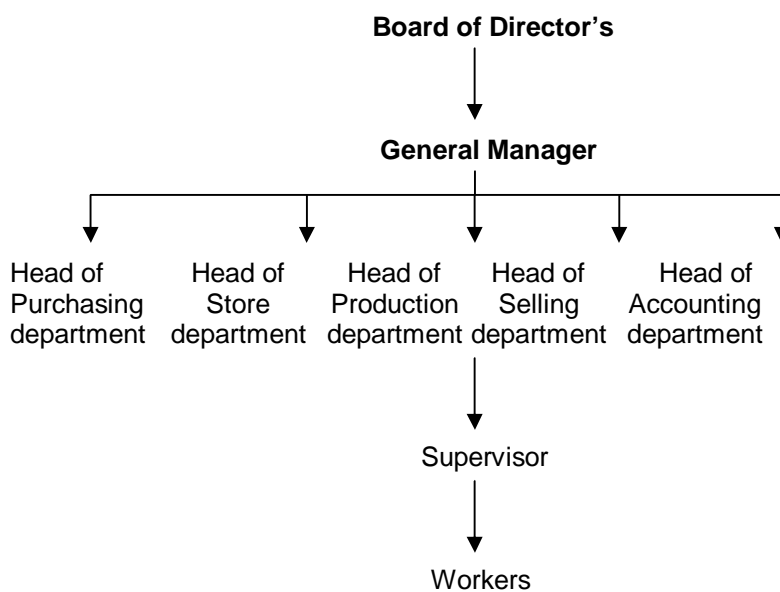 Board of Director’s
General Manager
Head of Purchasing department
Head of Store department
Head of Production department
Head of Selling department
Head of Accounting department
Supervisor
Workers